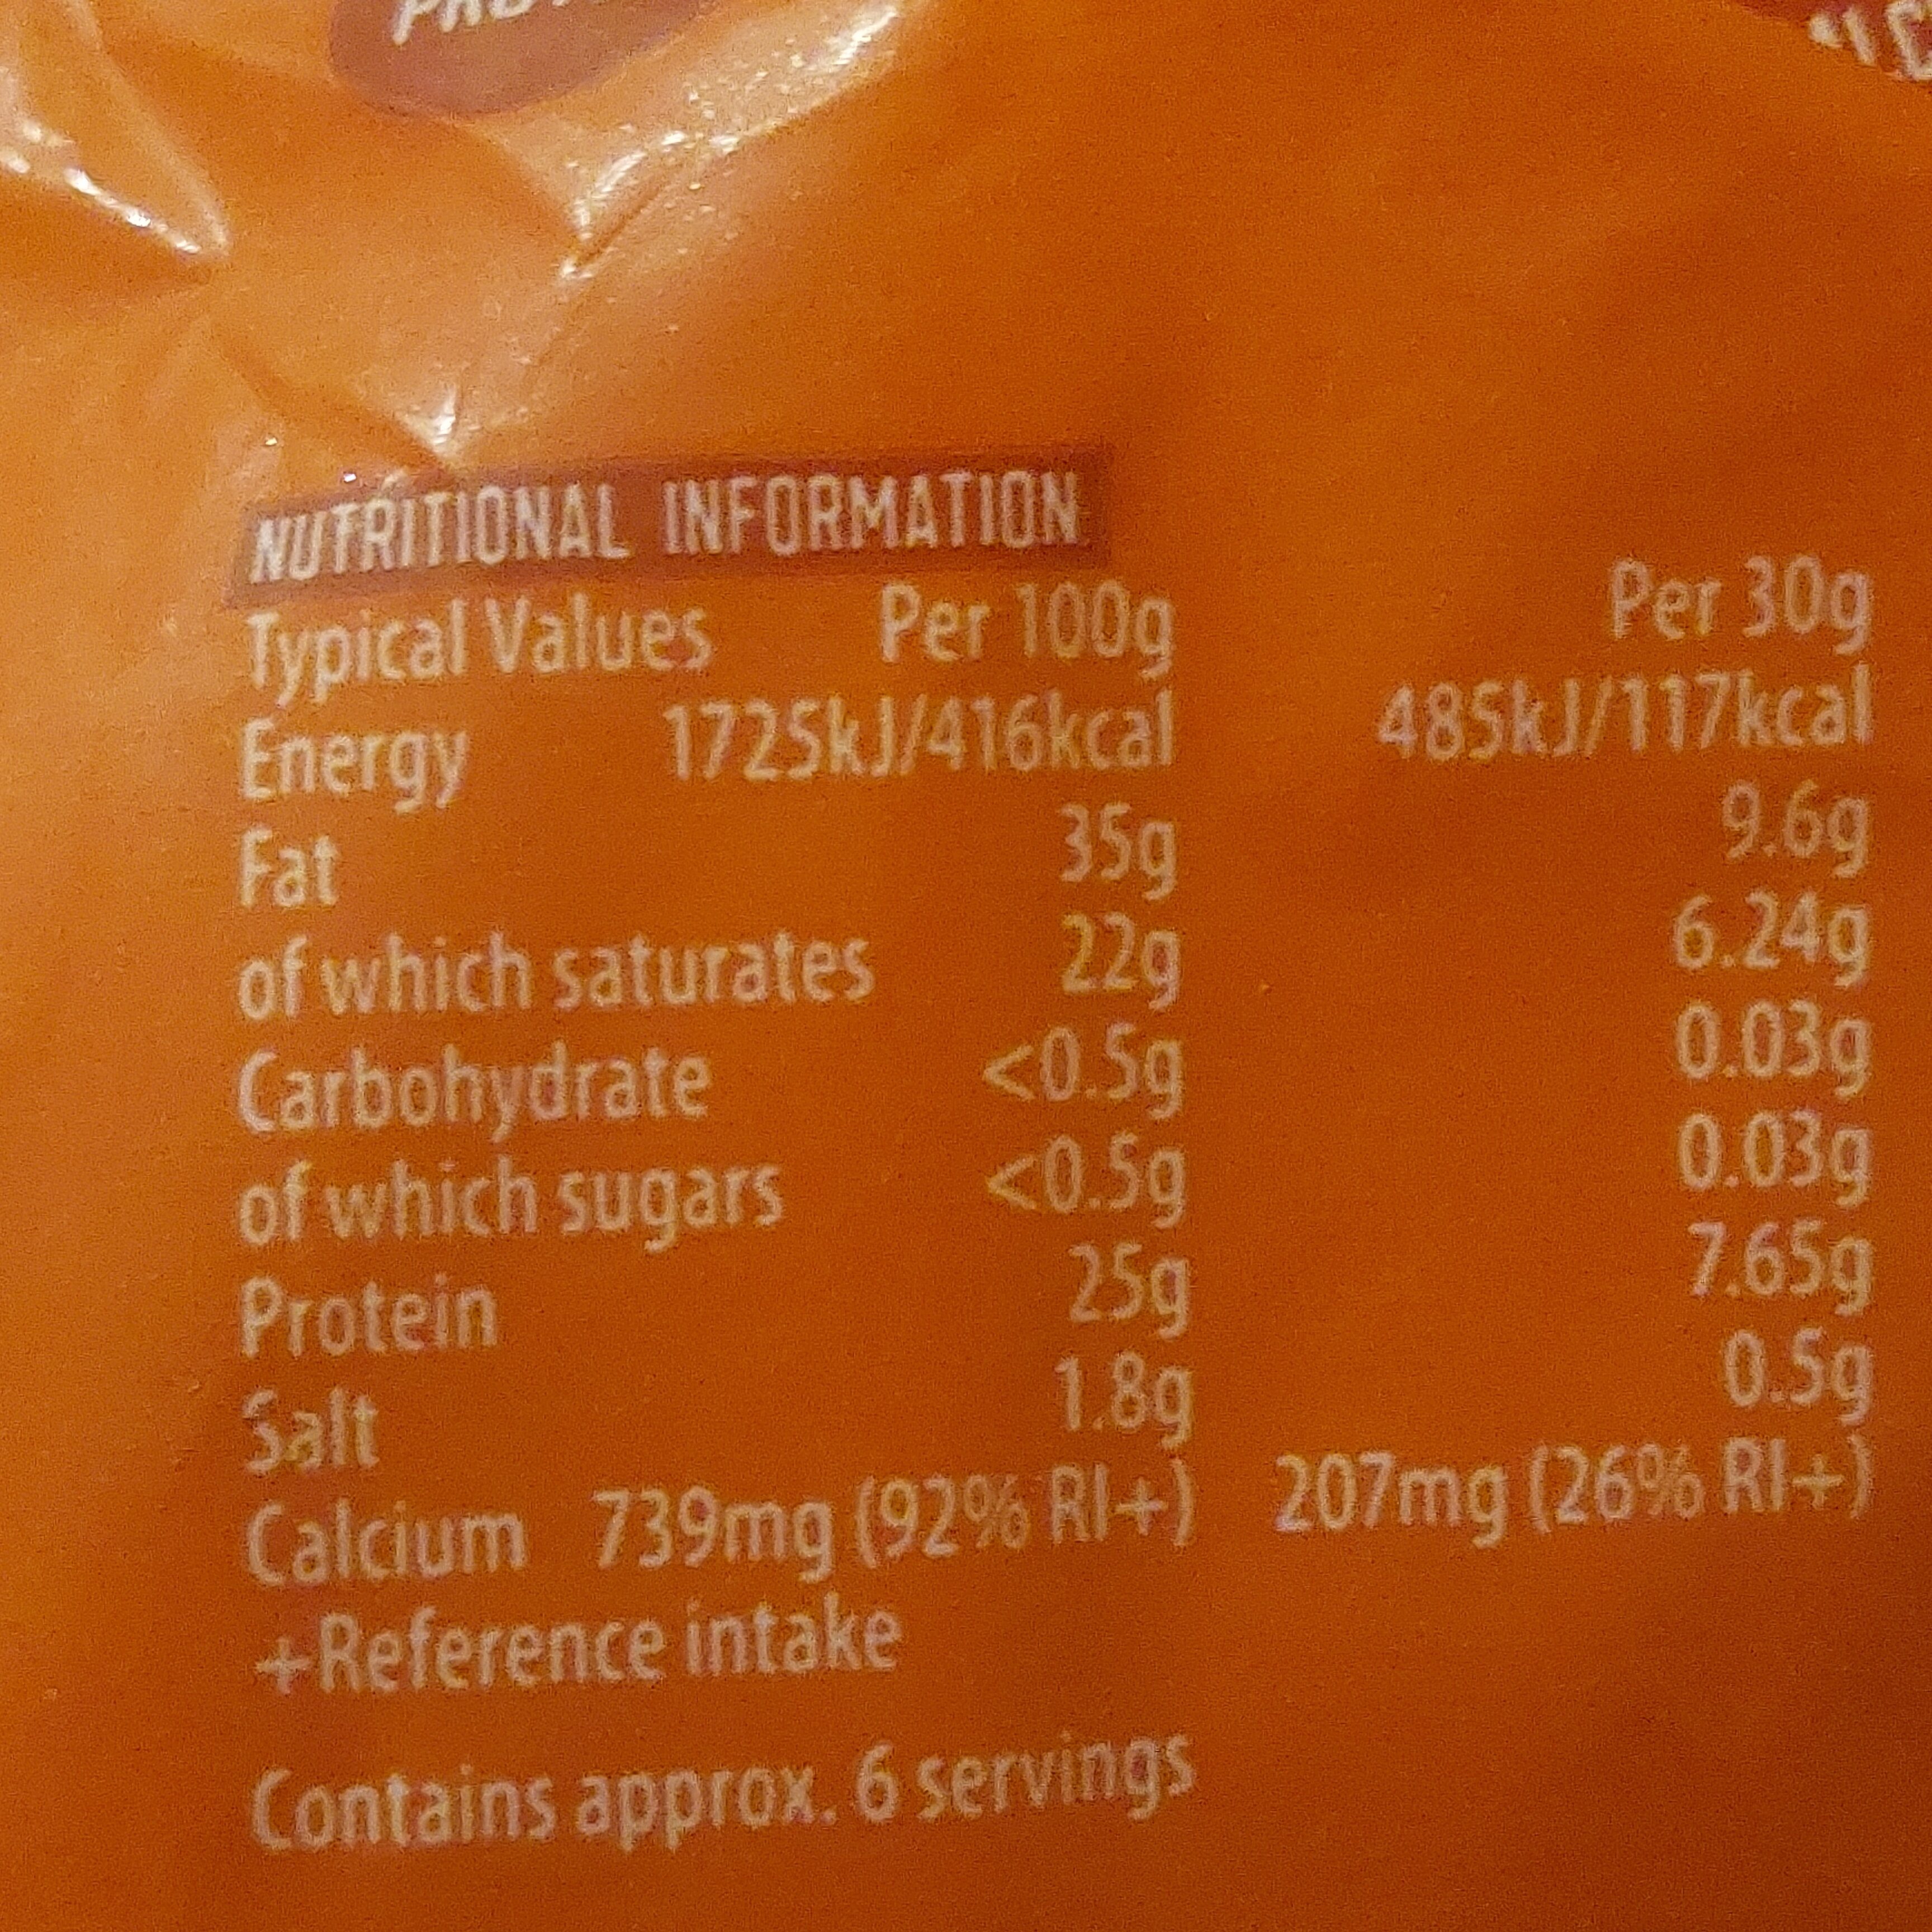 NUTRITIONAL INFORMATION
Typical Values Per 100g Per 30g
Energy 1725kJ/416kcal 485kJ/117kcal
Fat 35g 9.6g
of which saturates 22g 6.24g
Carbohydrate <0.5g 0.03g
of which sugars <0.5g 0.03g
Protein 25g 7.65g
Salt 1.8g 0.5g
Calcium 739mg (92% RI+) 207mg (26% RI+)
+Reference intake
Contains approx. 6 servings